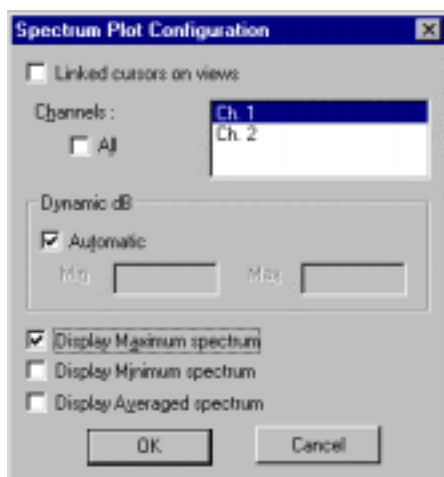 Spectrum Plot Configuration
Linked cursors on views
Channels :
All
Ch. 1
Ch. 2
Dynamic dB
Automatic
Min
Max
Display Maximum spectrum
Display Minimum spectrum
Display Averaged spectrum
OK
Cancel